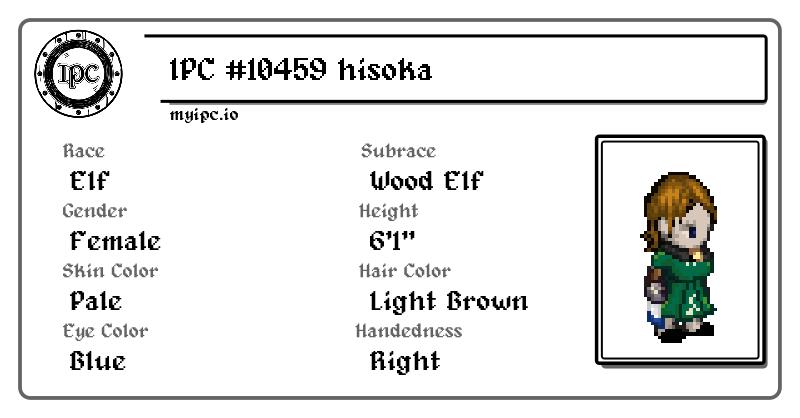 IPC
IPC #10459 hisoka
myipc.io
Race
Elf
Subrace
Wood Elf
Gender
Female
Height
6'1"
Skin Color
Pale
Hair Color
Light Brown
Eye Color
Blue
Handedness
Right